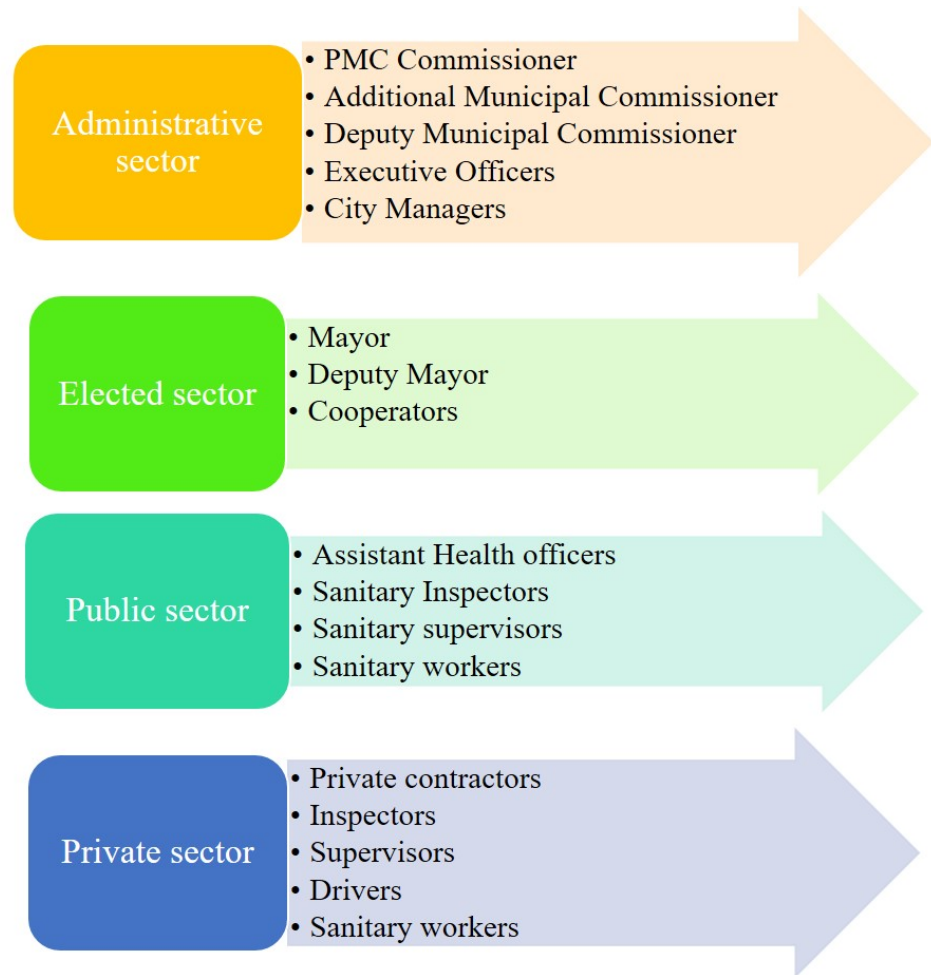 Administrative
sector
• PMC Commissioner
• Additional Municipal Commissioner
• Deputy Municipal Commissioner
• Executive Officers
• City Managers
Elected sector
• Mayor
• Deputy Mayor
• Cooperators
Public sector
• Assistant Health officers
• Sanitary Inspectors
• Sanitary supervisors
• Sanitary workers
Private sector
• Private contractors
• Inspectors
• Supervisors
• Drivers
• Sanitary workers